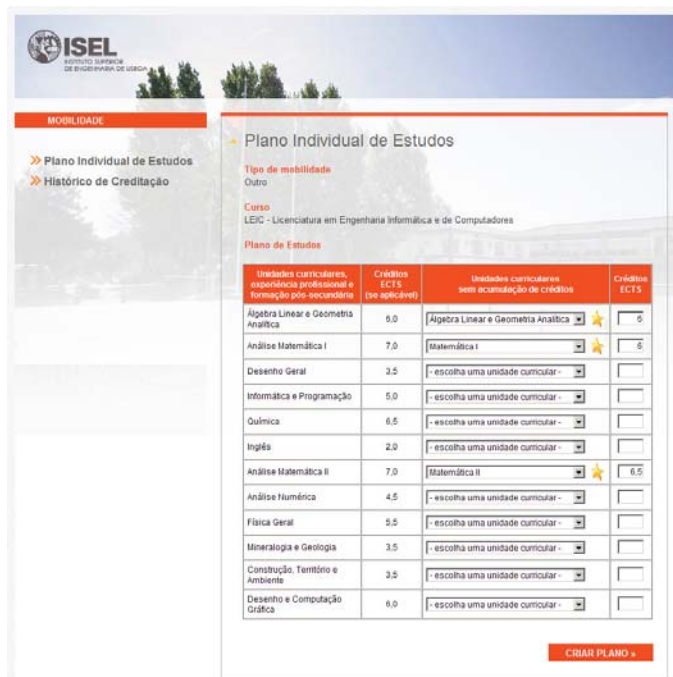 ISEL
INSTITUTO SUPERIOR
DE ENGENHARIA DE LISBOA
MOBILIDADE
Plano Individual de Estudos
Histórico de Creditação
Plano Individual de Estudos
Tipo de mobilidade
Outro
Curso
LEIC - Licenciatura em Engenharia Informática e de Computadores
Plano de Estudos
Unidades curriculares,
experiência profissional e
formação pós-secundária
Créditos
ECTS
(se aplicável)
Unidades curriculares
sem acumulação de créditos
Créditos
ECTS
Álgebra Linear e Geometria
Analítica
6,0
Álgebra Linear e Geometria Analítica
6
Análise Matemática I
7,0
Matemática I
6
Desenho Geral
3,5
- escolha uma unidade curricular -
Informática e Programação
5,0
- escolha uma unidade curricular -
Química
6,5
- escolha uma unidade curricular -
Inglês
2,0
- escolha uma unidade curricular -
Análise Matemática II
7,0
Matemática II
6,5
Análise Numérica
4,5
- escolha uma unidade curricular -
Física Geral
5,5
- escolha uma unidade curricular -
Mineralogia e Geologia
3,5
- escolha uma unidade curricular -
Construção, Território e
Ambiente
3,5
- escolha uma unidade curricular -
Desenho e Computação
Gráfica
6,0
- escolha uma unidade curricular -
CRIAR PLANO »